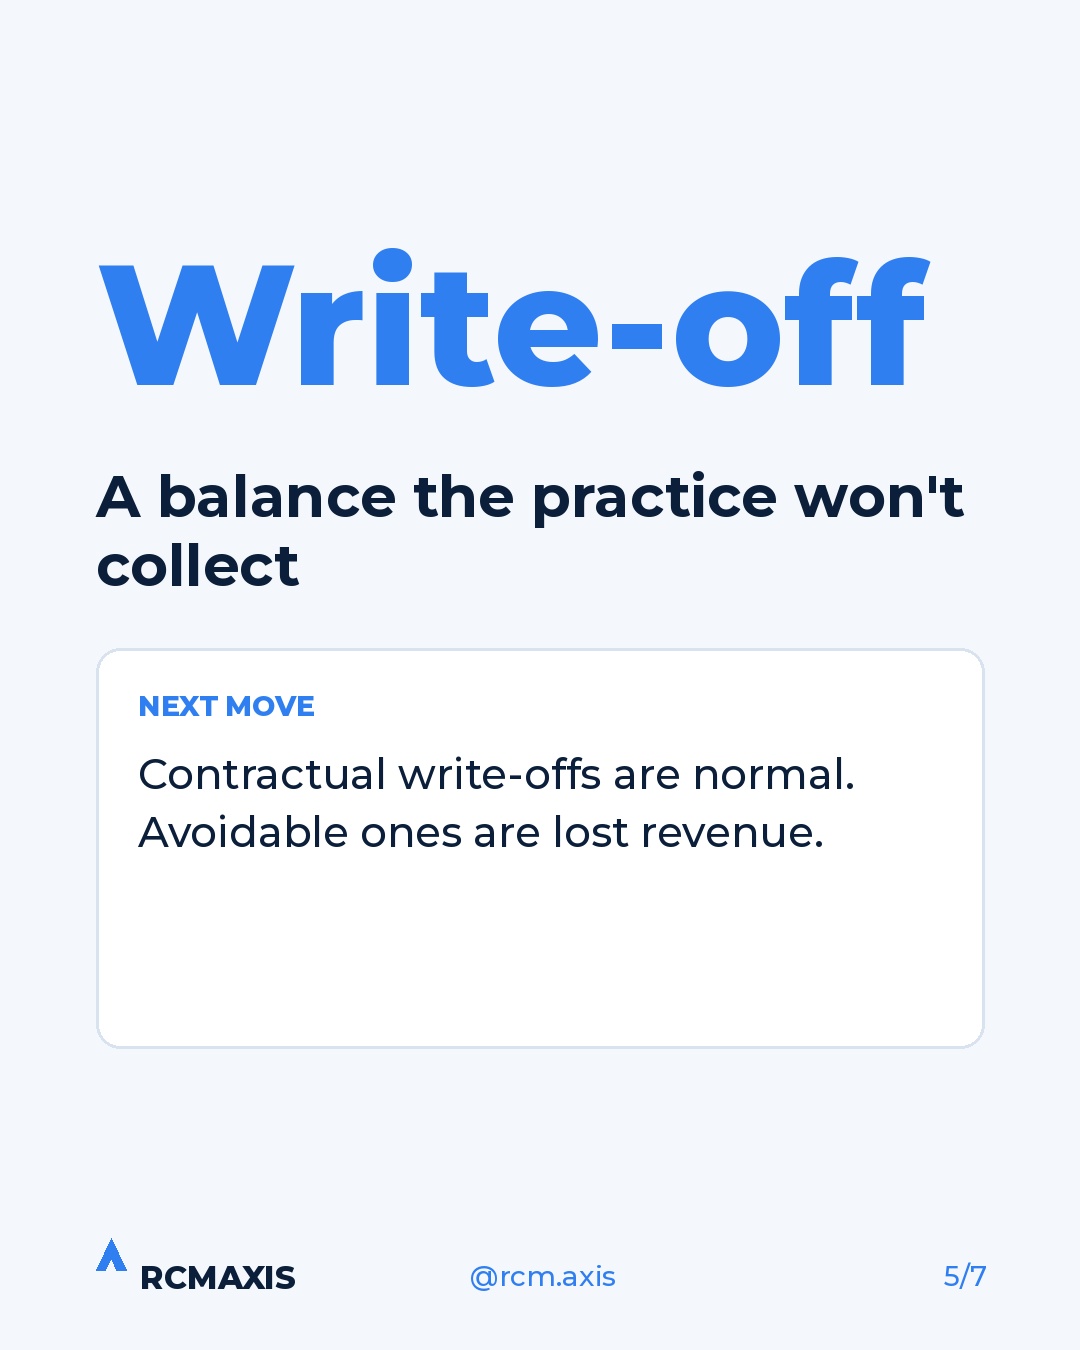 Write-off
A balance the practice won't
collect
NEXT MOVE
Contractual write-offs are normal.
Avoidable ones are lost revenue.
RCMAXIS
@rcm.axis
5/7